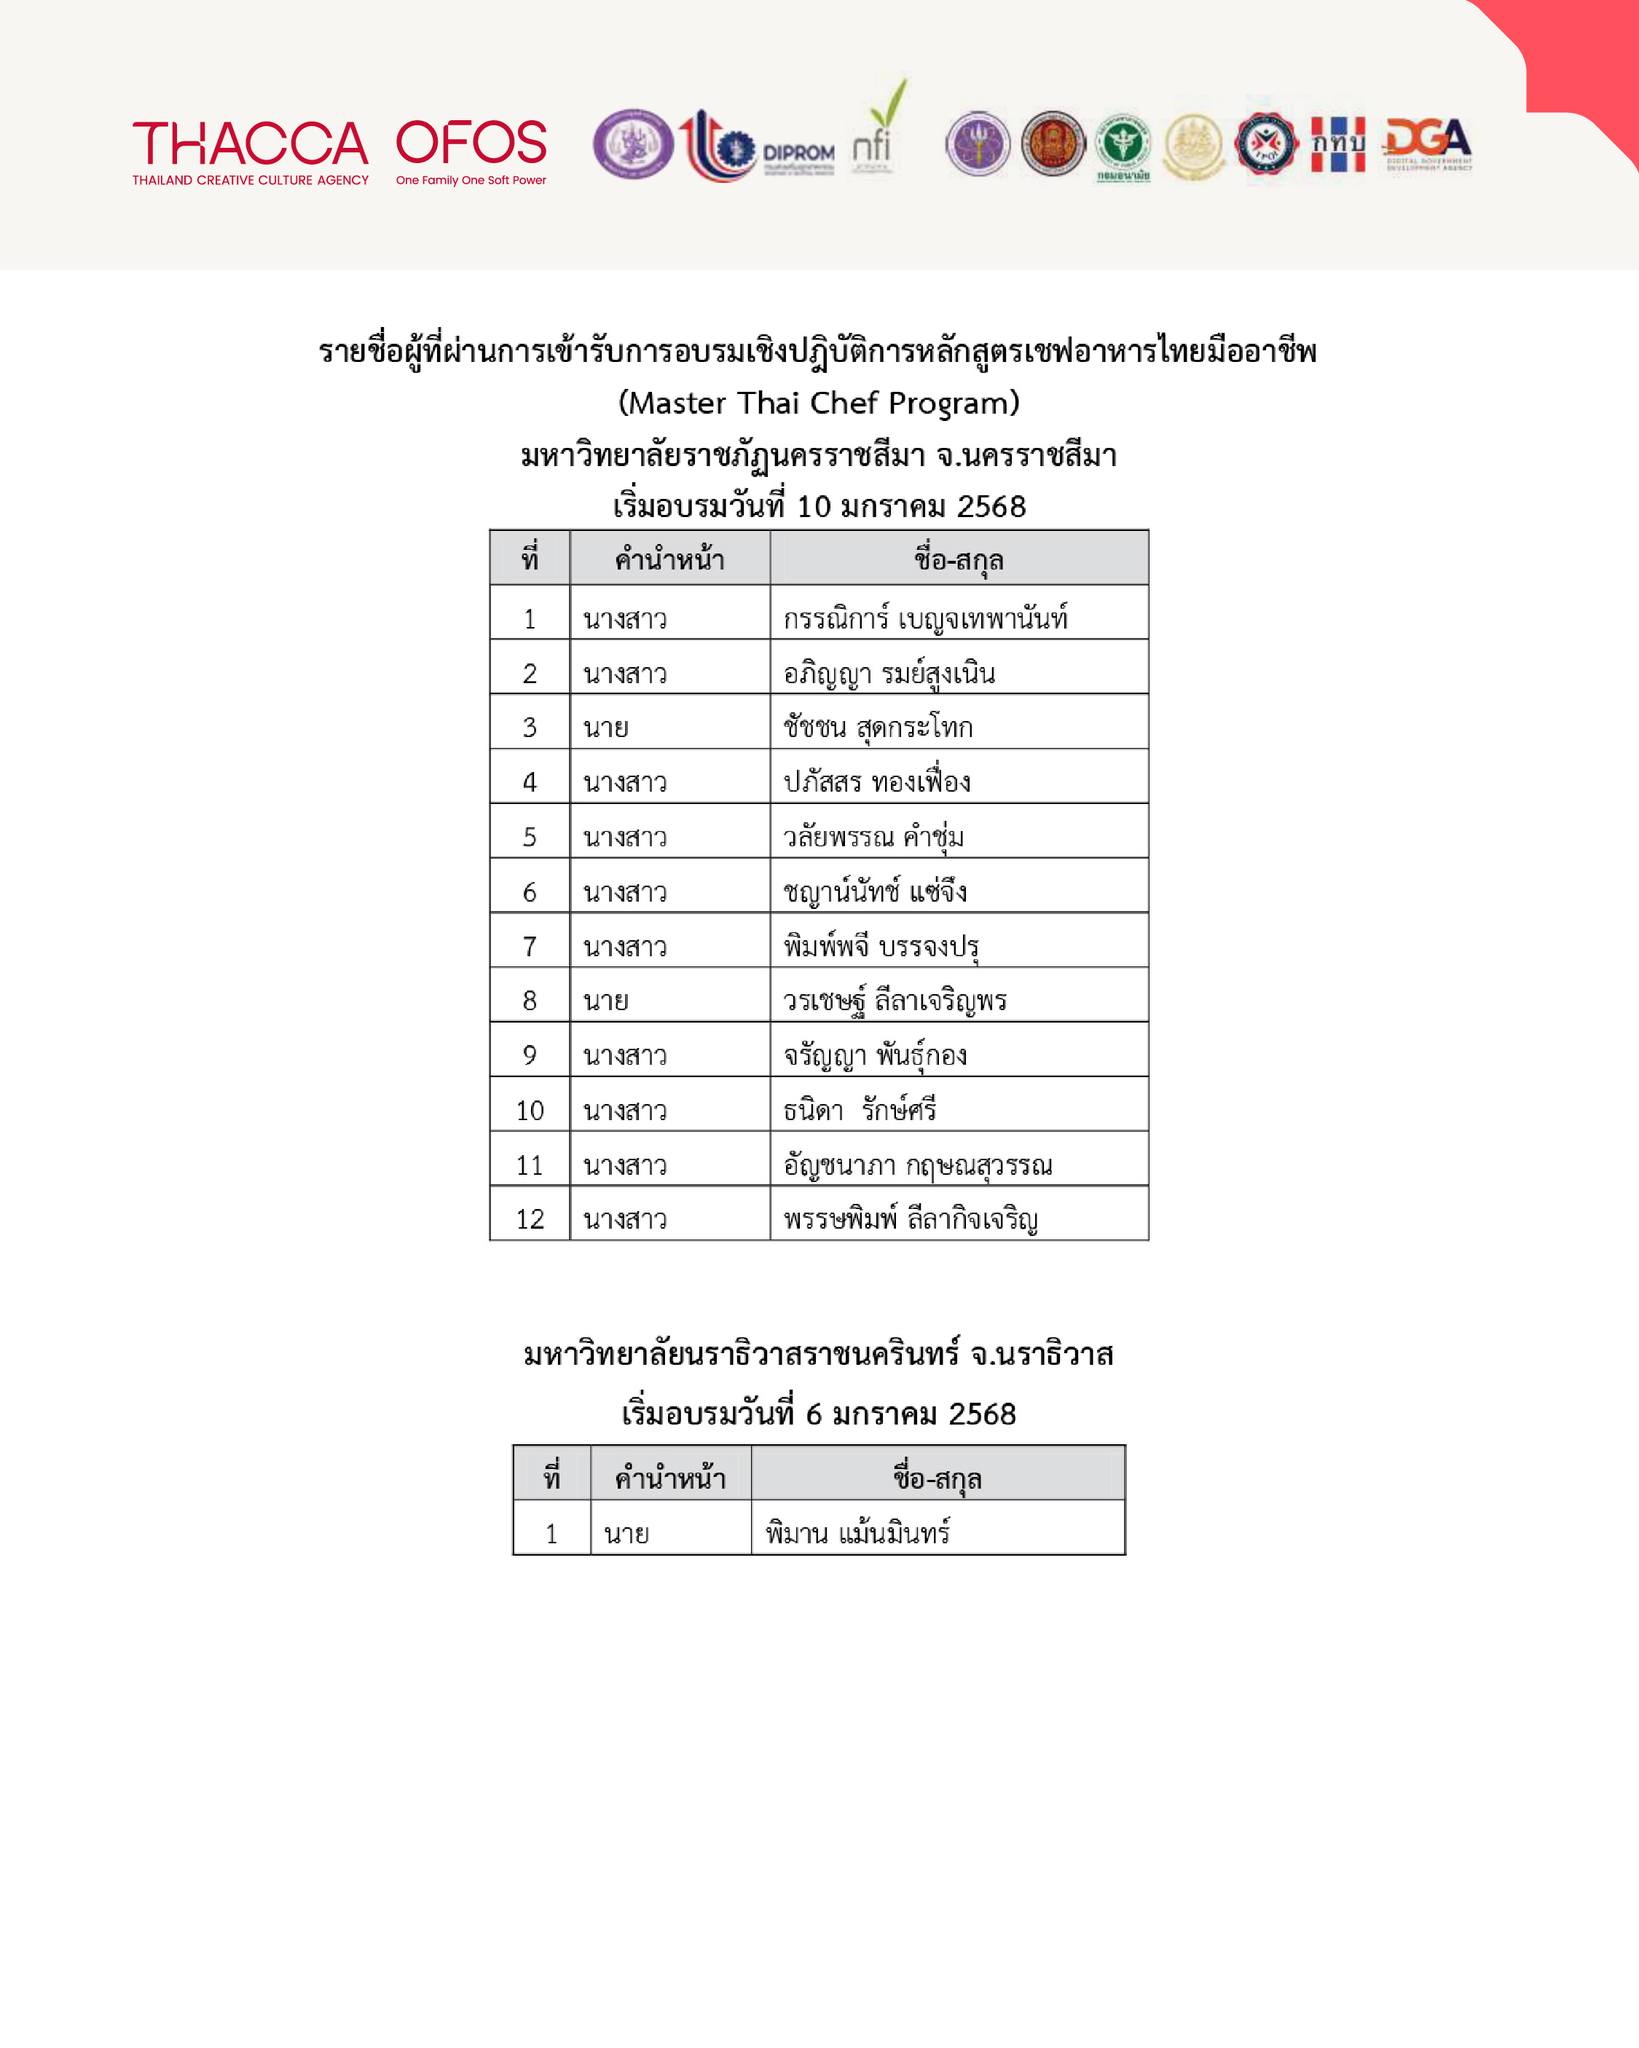 THACCA OFOS
THAILAND CREATIVE CULTURE AGENCY One Family One Soft Power
DIPROM
nfi
กรมอนามัย
TPQI
กทบ
DGA
DIGITAL GOVERNMENT
DEVELOPMENT AGENCY
รายชื่อผู้ที่ผ่านการเข้ารับการอบรมเชิงปฎิบัติการหลักสูตรเชฟอาหารไทยมืออาชีพ
(Master Thai Chef Program)
มหาวิทยาลัยราชภัฏนครราชสีมา จ.นครราชสีมา
เริ่มอบรมวันที่ 10 มกราคม 2568
ที่ คำนำหน้า ชื่อ-สกุล
1 นางสาว กรรณิการ์ เบญจเทพานันท์
2 นางสาว อภิญญา รมย์สูงเนิน
3 นาย ชัชชน สุดกระโทก
4 นางสาว ปภัสสร ทองเฟื่อง
5 นางสาว วลัยพรรณ คำชุ่ม
6 นางสาว ชญาน์นัทช์ แซ่จึง
7 นางสาว พิมพ์พจี บรรจงปรุ
8 นาย วรเชษฐ์ ลีลาเจริญพร
9 นางสาว จรัญญา พันธุ์กอง
10 นางสาว ธนิดา รักษ์ศรี
11 นางสาว อัญชนาภา กฤษณสุวรรณ
12 นางสาว พรรษพิมพ์ ลีลากิจเจริญ
มหาวิทยาลัยนราธิวาสราชนครินทร์ จ.นราธิวาส
เริ่มอบรมวันที่ 6 มกราคม 2568
ที่ คำนำหน้า ชื่อ-สกุล
1 นาย พิมาน แม้นมินทร์